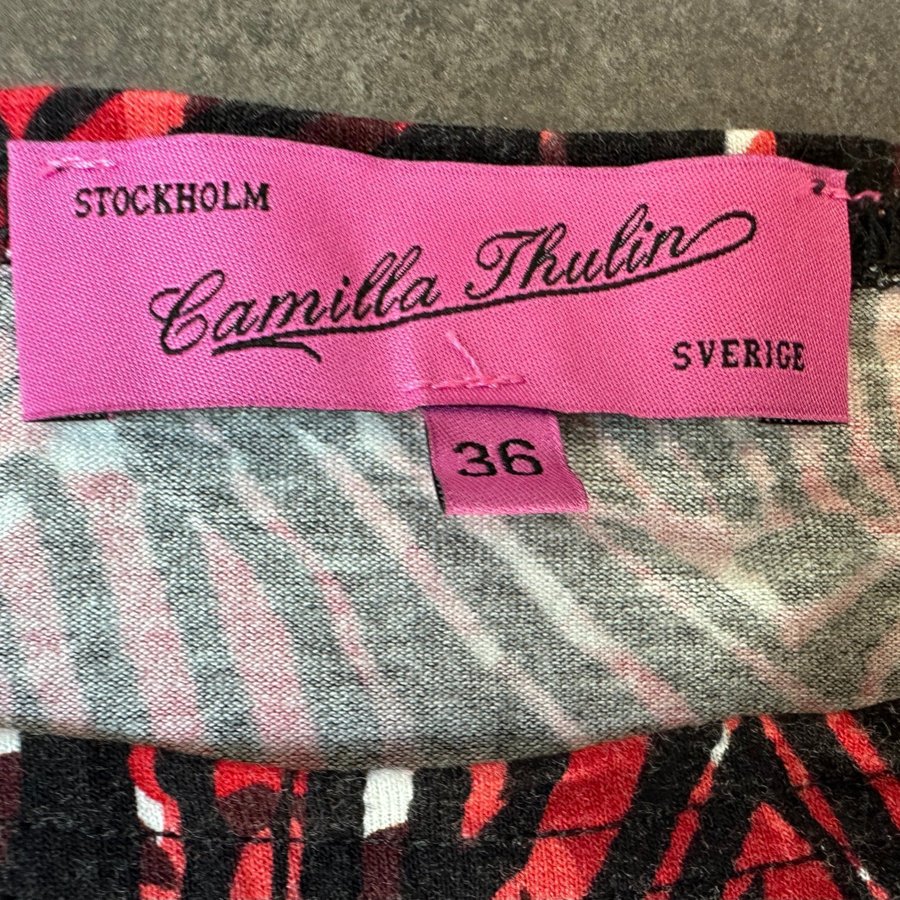 STOCKHOLM
Camilla Thulin
SVERIGE
36